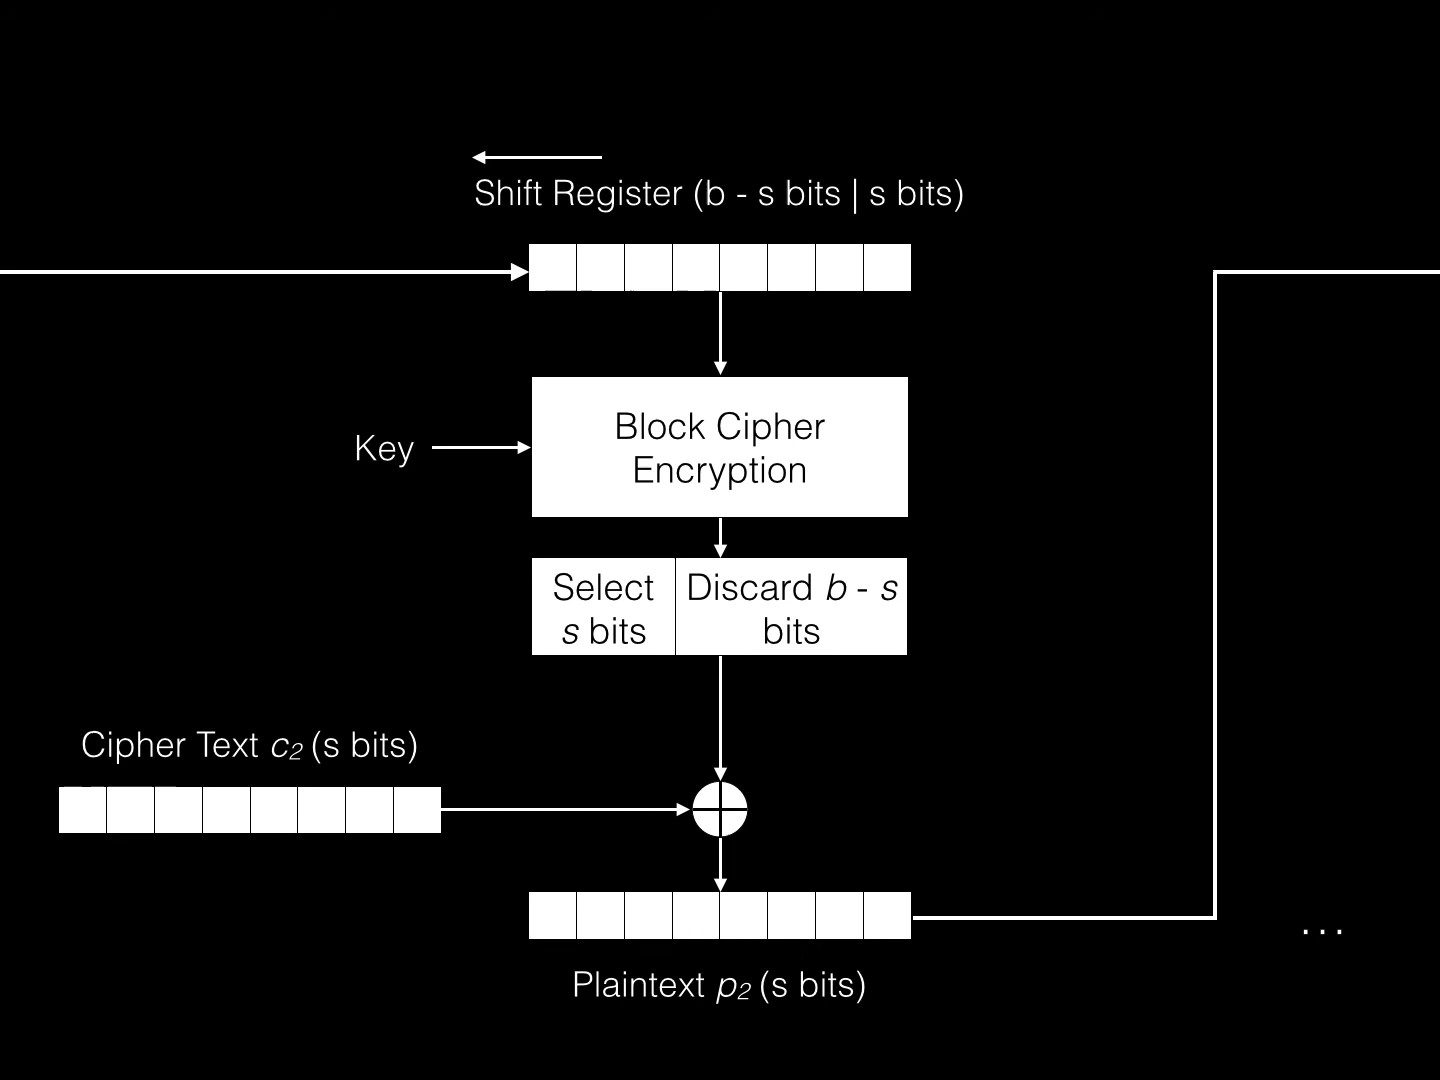 Shift Register (b - s bits | s bits)
Key
Block Cipher
Encryption
Select
s bits
Discard b - s
bits
Cipher Text c₂ (s bits)
Plaintext p₂ (s bits)
...